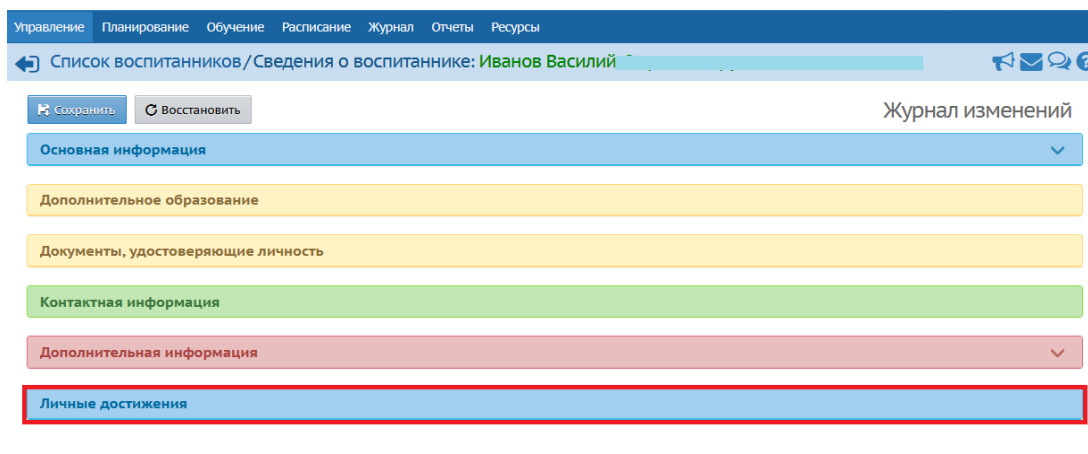 Управление Планирование Обучение Расписание Журнал Отчеты Ресурсы
Список воспитанников/Сведения о воспитаннике: Иванов Василий
Сохранить Восстановить Журнал изменений
Основная информация
Дополнительное образование
Документы, удостоверяющие личность
Контактная информация
Дополнительная информация
Личные достижения